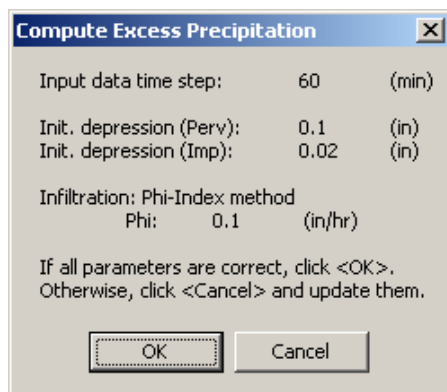 Compute Excess Precipitation
Input data time step: 60 (min)
Init. depression (Perv): 0.1 (in)
Init. depression (Imp): 0.02 (in)
Infiltration: Phi-Index method
Phi: 0.1 (in/hr)
If all parameters are correct, click <OK>.
Otherwise, click <Cancel> and update them.
OK Cancel